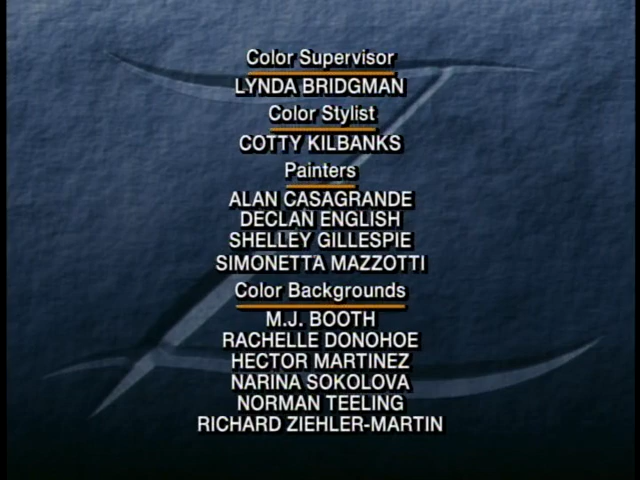 Color Supervisor
LYNDA BRIDGMAN
Color Stylist
COTTY KILBANKS
Painters
ALAN CASAGRANDE
DECLAN ENGLISH
SHELLEY GILLESPIE
SIMONETTA MAZZOTTI
Color Backgrounds
M.J. BOOTH
RACHELLE DONOHOE
HECTOR MARTINEZ
NARINA SOKOLOVA
NORMAN TEELING
RICHARD ZIEHLER-MARTIN